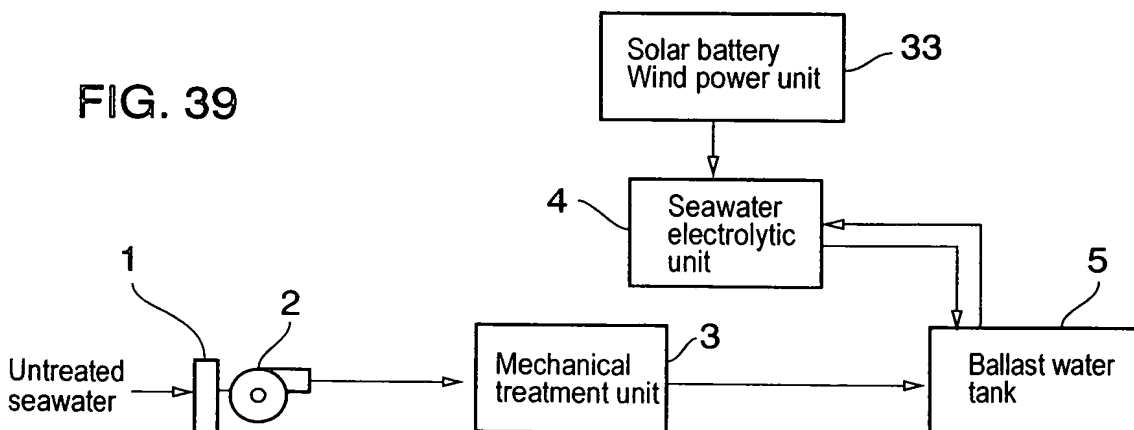 FIG. 39
Solar battery
Wind power unit
33
4
Seawater
electrolytic
unit
1
2
5
Untreated
seawater
Mechanical
treatment unit
3
Ballast water
tank